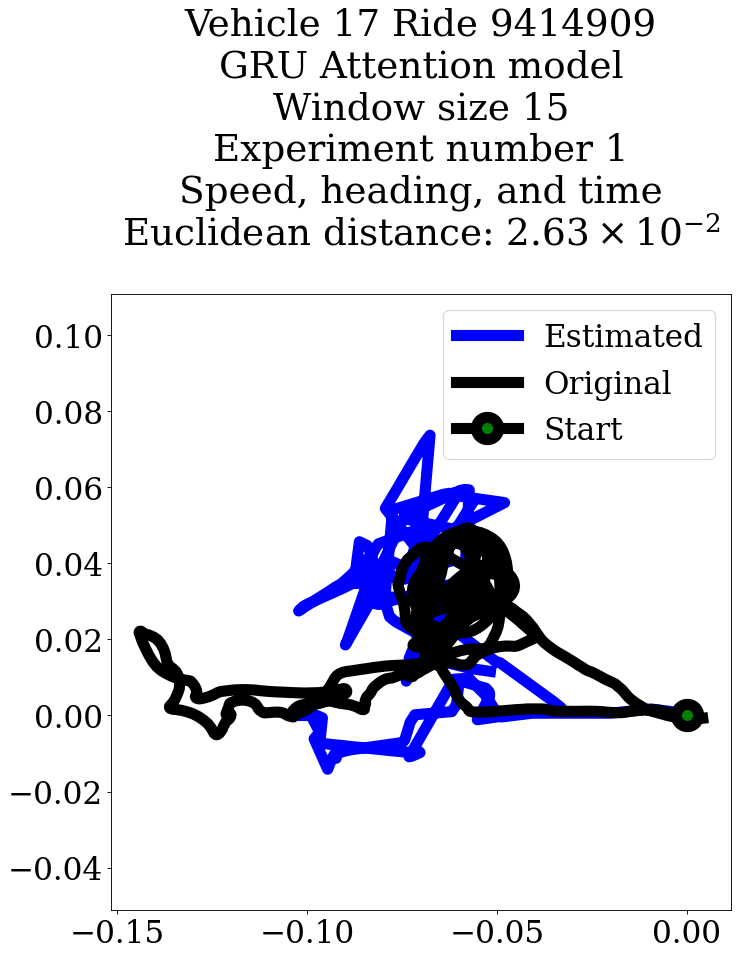 Vehicle 17 Ride 9414909
GRU Attention model
Window size 15
Experiment number 1
Speed, heading, and time
Euclidean distance: 2.63 × 10⁻²
Estimated
Original
Start
0.10
0.08
0.06
0.04
0.02
0.00
−0.02
−0.04
−0.15
−0.10
−0.05
0.00